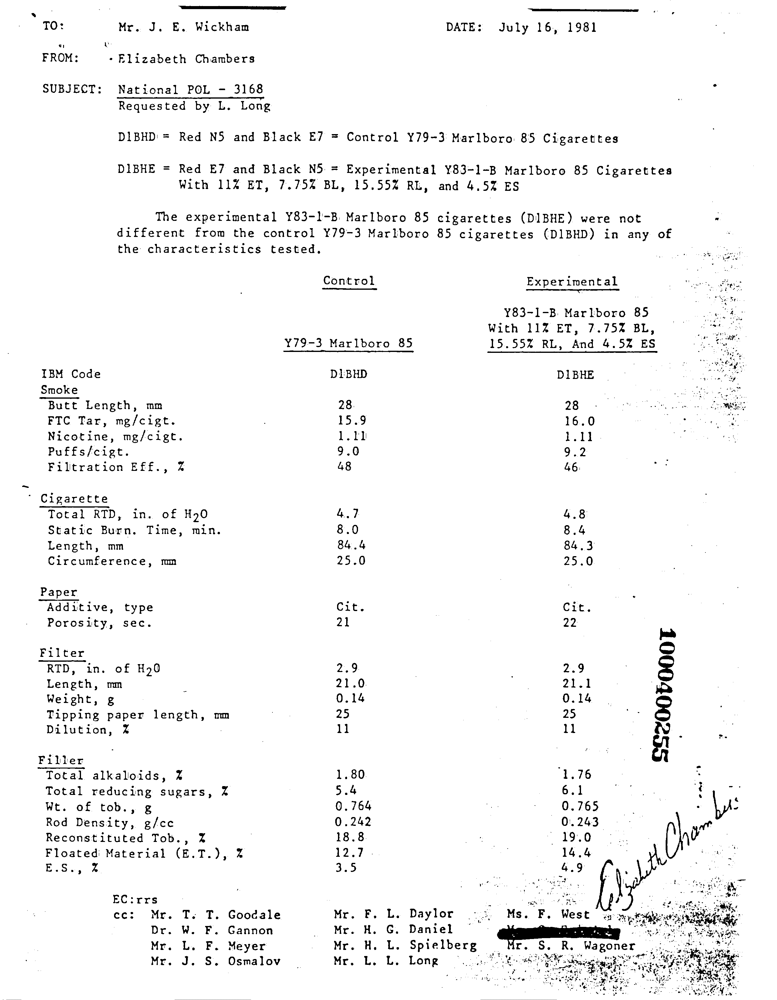 TO: Mr. J. E. Wickham DATE: July 16, 1981
FROM: Elizabeth Chambers
SUBJECT: National POL - 3168
Requested by L. Long
D1BHD = Red N5 and Black E7 = Control Y79-3 Marlboro 85 Cigarettes
D1BHE = Red E7 and Black N5 = Experimental Y83-1-B Marlboro 85 Cigarettes
With 11% ET, 7.75% BL, 15.55% RL, and 4.5% ES
The experimental Y83-1-B Marlboro 85 cigarettes (D1BHE) were not
different from the control Y79-3 Marlboro 85 cigarettes (D1BHD) in any of
the characteristics tested.
Control Experimental
Y83-1-B Marlboro 85
With 11% ET, 7.75% BL,
Y79-3 Marlboro 85 15.55% RL, And 4.5% ES
IBM Code D1BHD D1BHE
Smoke
Butt Length, mm 28 28
FTC Tar, mg/cigt. 15.9 16.0
Nicotine, mg/cigt. 1.11 1.11
Puffs/cigt. 9.0 9.2
Filtration Eff., % 48 46
Cigarette
Total RTD, in. of H2O 4.7 4.8
Static Burn. Time, min. 8.0 8.4
Length, mm 84.4 84.3
Circumference, mm 25.0 25.0
Paper
Additive, type Cit. Cit.
Porosity, sec. 21 22
Filter
RTD, in. of H2O 2.9 2.9
Length, mm 21.0 21.1
Weight, g 0.14 0.14
Tipping paper length, mm 25 25
Dilution, % 11 11
1000400255
Filler
Total alkaloids, % 1.80 1.76
Total reducing sugars, % 5.4 6.1
Wt. of tob., g 0.764 0.765
Rod Density, g/cc 0.242 0.243
Reconstituted Tob., % 18.8 19.0
Floated Material (E.T.), % 12.7 14.4
E.S., % 3.5 4.9
Elizabeth Chambers
EC:rrs
cc: Mr. T. T. Goodale Mr. F. L. Daylor Ms. F. West
Dr. W. F. Gannon Mr. H. G. Daniel
Mr. L. F. Meyer Mr. H. L. Spielberg Mr. S. R. Wagoner
Mr. J. S. Osmalov Mr. L. L. Long